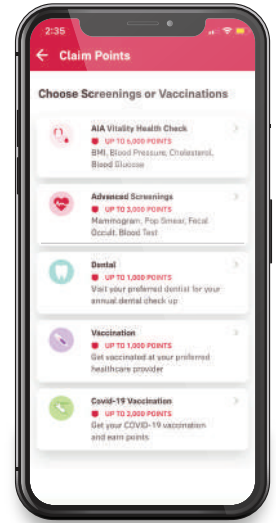 2:35
Claim Points
Choose Screenings or Vaccinations
AIA Vitality Health Check
UP TO 6,000 POINTS
BMI, Blood Pressure, Cholesterol,
Blood Glucose
Advanced Screenings
UP TO 3,000 POINTS
Mammogram, Pap Smear, Fecal
Occult, Blood Test
Dental
UP TO 1,000 POINTS
Visit your preferred dentist for your
annual dental check up
Vaccination
UP TO 1,000 POINTS
Get vaccinated at your preferred
healthcare provider
Covid-19 Vaccination
UP TO 2,000 POINTS
Get your COVID-19 vaccination
and earn points